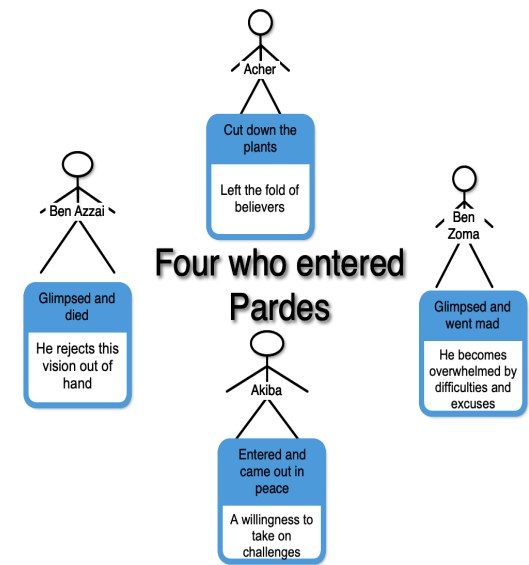 Acher
Cut down the
plants
Left the fold of
believers
Ben Azzai
Glimpsed and
died
He rejects this
vision out of
hand
Four who entered
Pardes
Ben
Zoma
Glimpsed and
went mad
He becomes
overwhelmed by
difficulties and
excuses
Akiba
Entered and
came out in
peace
A willingness to
take on
challenges